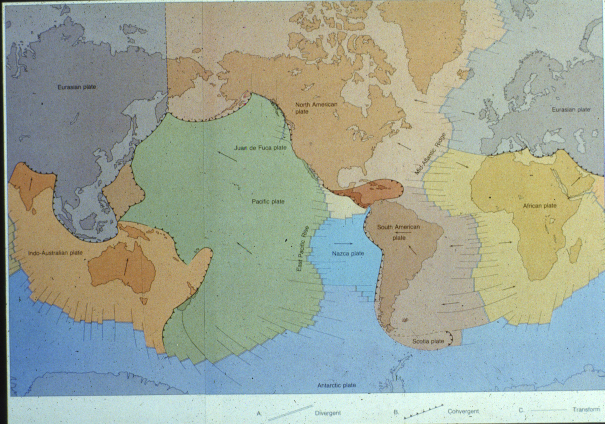 Eurasian plate
North American
plate
Eurasian plate
Juan de Fuca plate
Mid-Atlantic Ridge
Pacific plate
African plate
South American
plate
East Pacific Rise
Indo-Australian plate
Nazca plate
Scotia plate
Antarctic plate
A. Divergent
B. Convergent
C. Transform